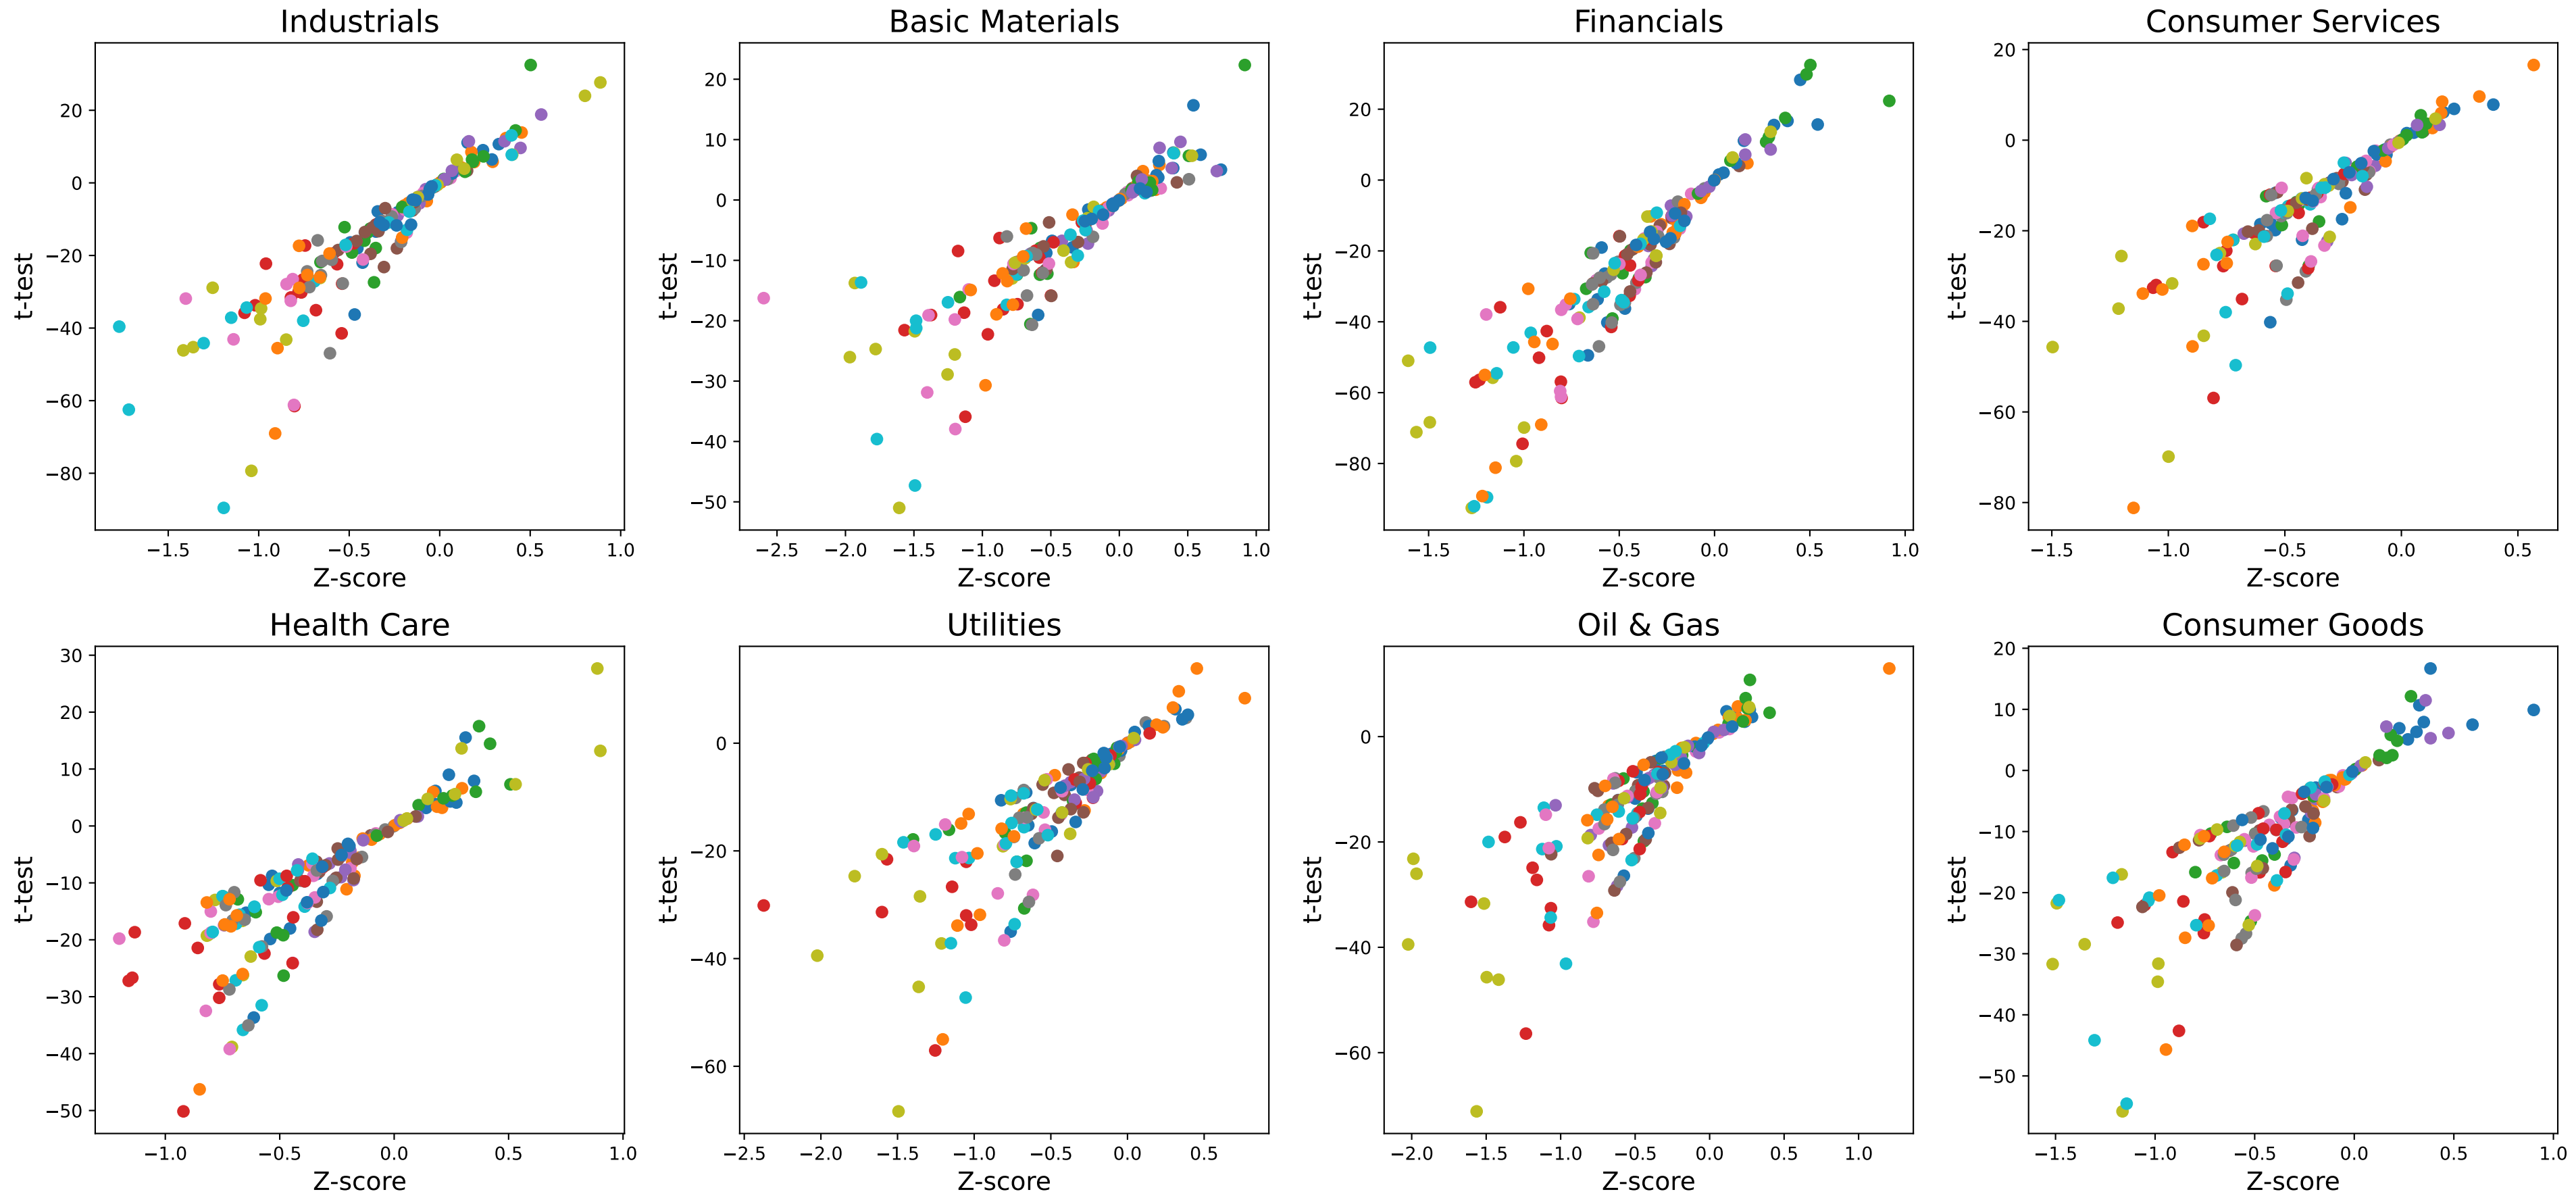 Industrials
t-test
20
0
−20
−40
−60
−80
−1.5 −1.0 −0.5 0.0 0.5 1.0
Z-score
Basic Materials
t-test
20
10
0
−10
−20
−30
−40
−50
−2.5 −2.0 −1.5 −1.0 −0.5 0.0 0.5 1.0
Z-score
Financials
t-test
20
0
−20
−40
−60
−80
−1.5 −1.0 −0.5 0.0 0.5 1.0
Z-score
Consumer Services
t-test
20
0
−20
−40
−60
−80
−1.5 −1.0 −0.5 0.0 0.5
Z-score
Health Care
t-test
30
20
10
0
−10
−20
−30
−40
−50
−1.0 −0.5 0.0 0.5 1.0
Z-score
Utilities
t-test
0
−20
−40
−60
−2.5 −2.0 −1.5 −1.0 −0.5 0.0 0.5
Z-score
Oil & Gas
t-test
0
−20
−40
−60
−2.0 −1.5 −1.0 −0.5 0.0 0.5 1.0
Z-score
Consumer Goods
t-test
20
10
0
−10
−20
−30
−40
−50
−1.5 −1.0 −0.5 0.0 0.5 1.0
Z-score